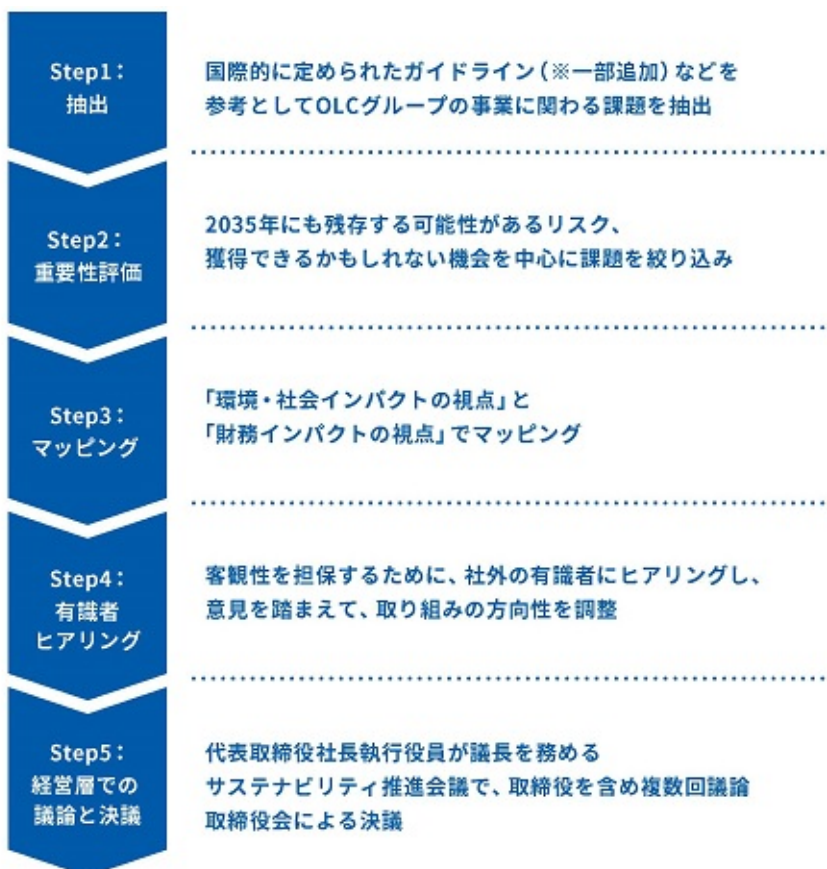 Step1：
抽出
国際的に定められたガイドライン（※一部追加）などを
参考としてOLCグループの事業に関わる課題を抽出
Step2：
重要性評価
2035年にも残存する可能性があるリスク、
獲得できるかもしれない機会を中心に課題を絞り込み
Step3：
マッピング
「環境・社会インパクトの視点」と
「財務インパクトの視点」でマッピング
Step4：
有識者
ヒアリング
客観性を担保するために、社外の有識者にヒアリングし、
意見を踏まえて、取り組みの方向性を調整
Step5：
経営層での
議論と決議
代表取締役社長執行役員が議長を務める
サステナビリティ推進会議で、取締役を含め複数回議論
取締役会による決議